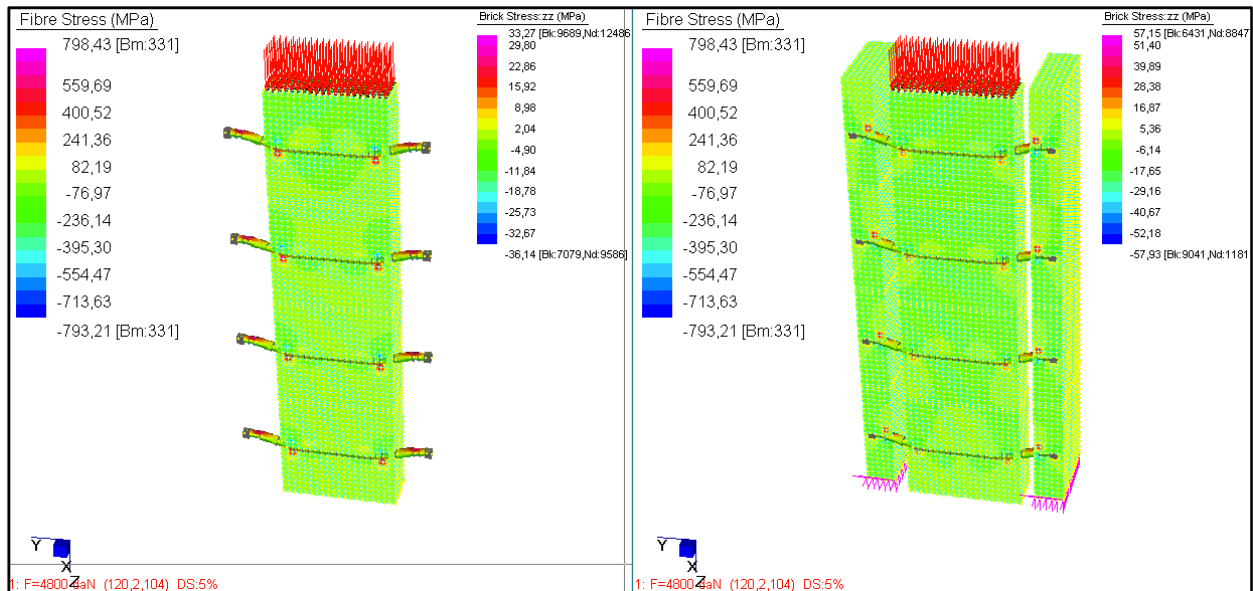 Fibre Stress (MPa)
798,43 [Bm:331]
559,69
400,52
241,36
82,19
-76,97
-236,14
-395,30
-554,47
-713,63
-793,21 [Bm:331]
Brick Stress:zz (MPa)
33,27 [Bk:9689,Nd:12486
29,80
22,86
15,92
8,98
2,04
-4,90
-11,84
-18,78
-25,73
-32,67
-36,14 [Bk:7079,Nd:9586]
Y
X
Z
1: F=4800 daN (120,2,104) DS:5%
Fibre Stress (MPa)
798,43 [Bm:331]
559,69
400,52
241,36
82,19
-76,97
-236,14
-395,30
-554,47
-713,63
-793,21 [Bm:331]
Brick Stress:zz (MPa)
57,15 [Bk:6431,Nd:8847
51,40
39,89
28,38
16,87
5,36
-6,14
-17,65
-29,16
-40,67
-52,18
-57,93 [Bk:9041,Nd:1181
Y
X
Z
1: F=4800 daN (120,2,104) DS:5%